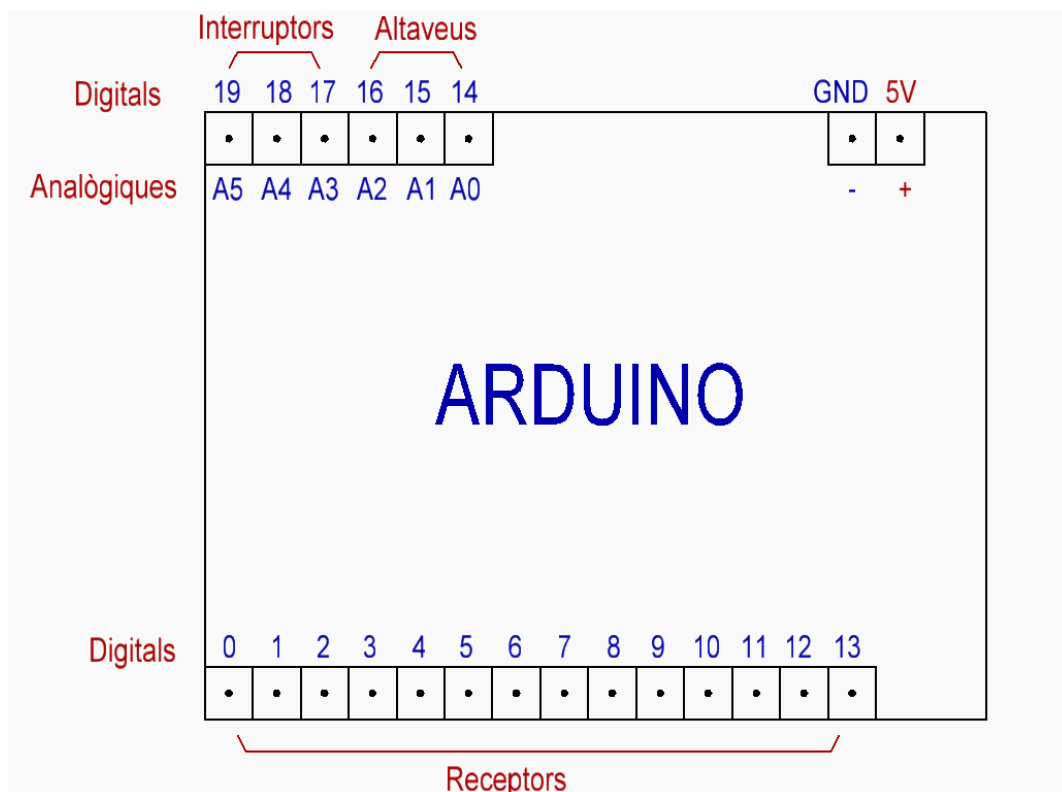 Interruptors Altaveus
Digitals 19 18 17 16 15 14 GND 5V
Analògiques A5 A4 A3 A2 A1 A0 - +
ARDUINO
Digitals 0 1 2 3 4 5 6 7 8 9 10 11 12 13
Receptors